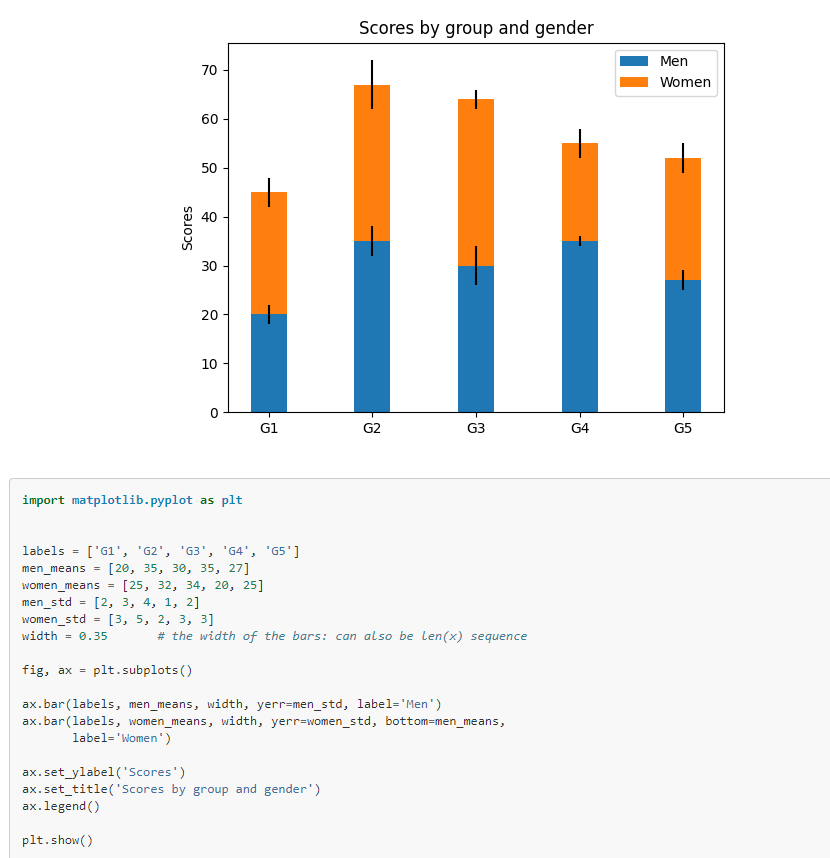 Scores by group and gender
Men
Women
70
60
50
40
30
20
10
0
Scores
G1 G2 G3 G4 G5
import matplotlib.pyplot as plt
labels = ['G1', 'G2', 'G3', 'G4', 'G5']
men_means = [20, 35, 30, 35, 27]
women_means = [25, 32, 34, 20, 25]
men_std = [2, 3, 4, 1, 2]
women_std = [3, 5, 2, 3, 3]
width = 0.35       # the width of the bars: can also be len(x) sequence
fig, ax = plt.subplots()
ax.bar(labels, men_means, width, yerr=men_std, label='Men')
ax.bar(labels, women_means, width, yerr=women_std, bottom=men_means,
       label='Women')
ax.set_ylabel('Scores')
ax.set_title('Scores by group and gender')
ax.legend()
plt.show()